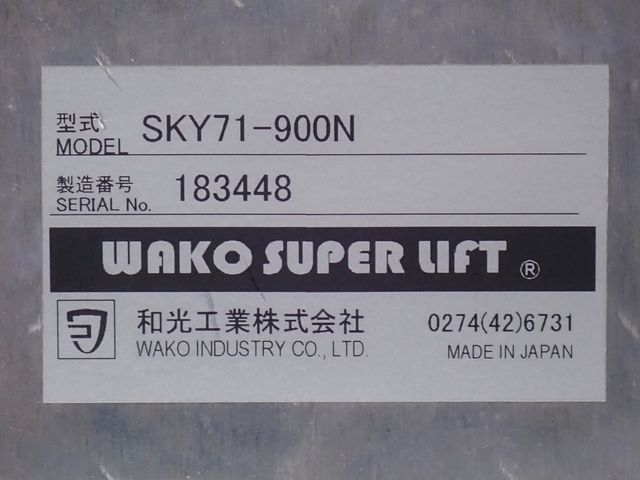 型式 SKY71-900N
MODEL
製造番号 183448
SERIAL No.
WAKO SUPER LIFT ®
和光工業株式会社 0274(42)6731
WAKO INDUSTRY CO., LTD. MADE IN JAPAN